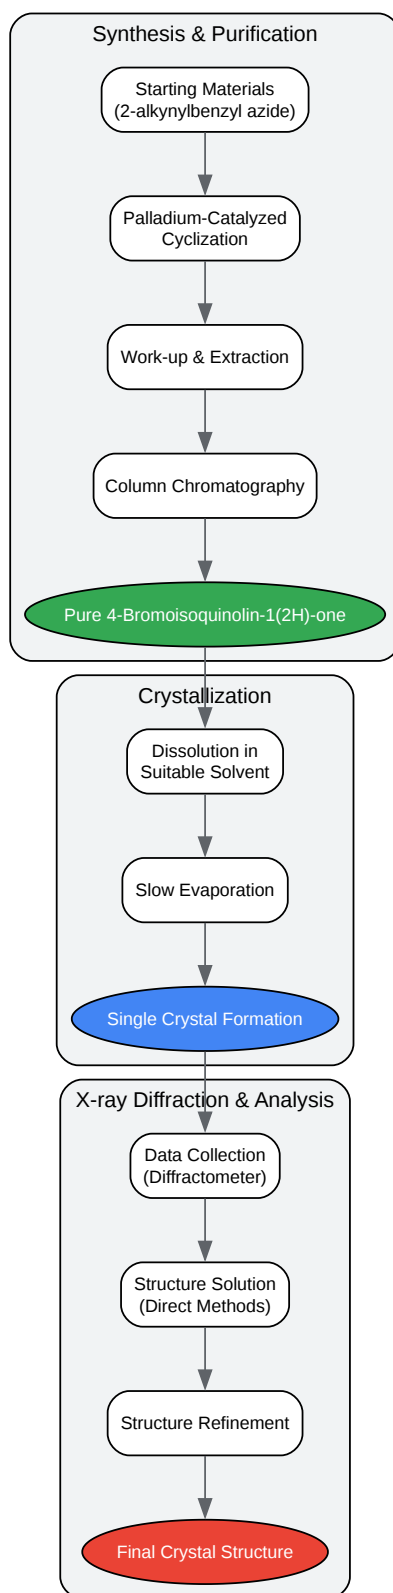 Synthesis & Purification
Starting Materials
(2-alkynylbenzyl azide)
Palladium-Catalyzed
Cyclization
Work-up & Extraction
Column Chromatography
Pure 4-Bromoisoquinolin-1(2H)-one
Crystallization
Dissolution in
Suitable Solvent
Slow Evaporation
Single Crystal Formation
X-ray Diffraction & Analysis
Data Collection
(Diffractometer)
Structure Solution
(Direct Methods)
Structure Refinement
Final Crystal Structure